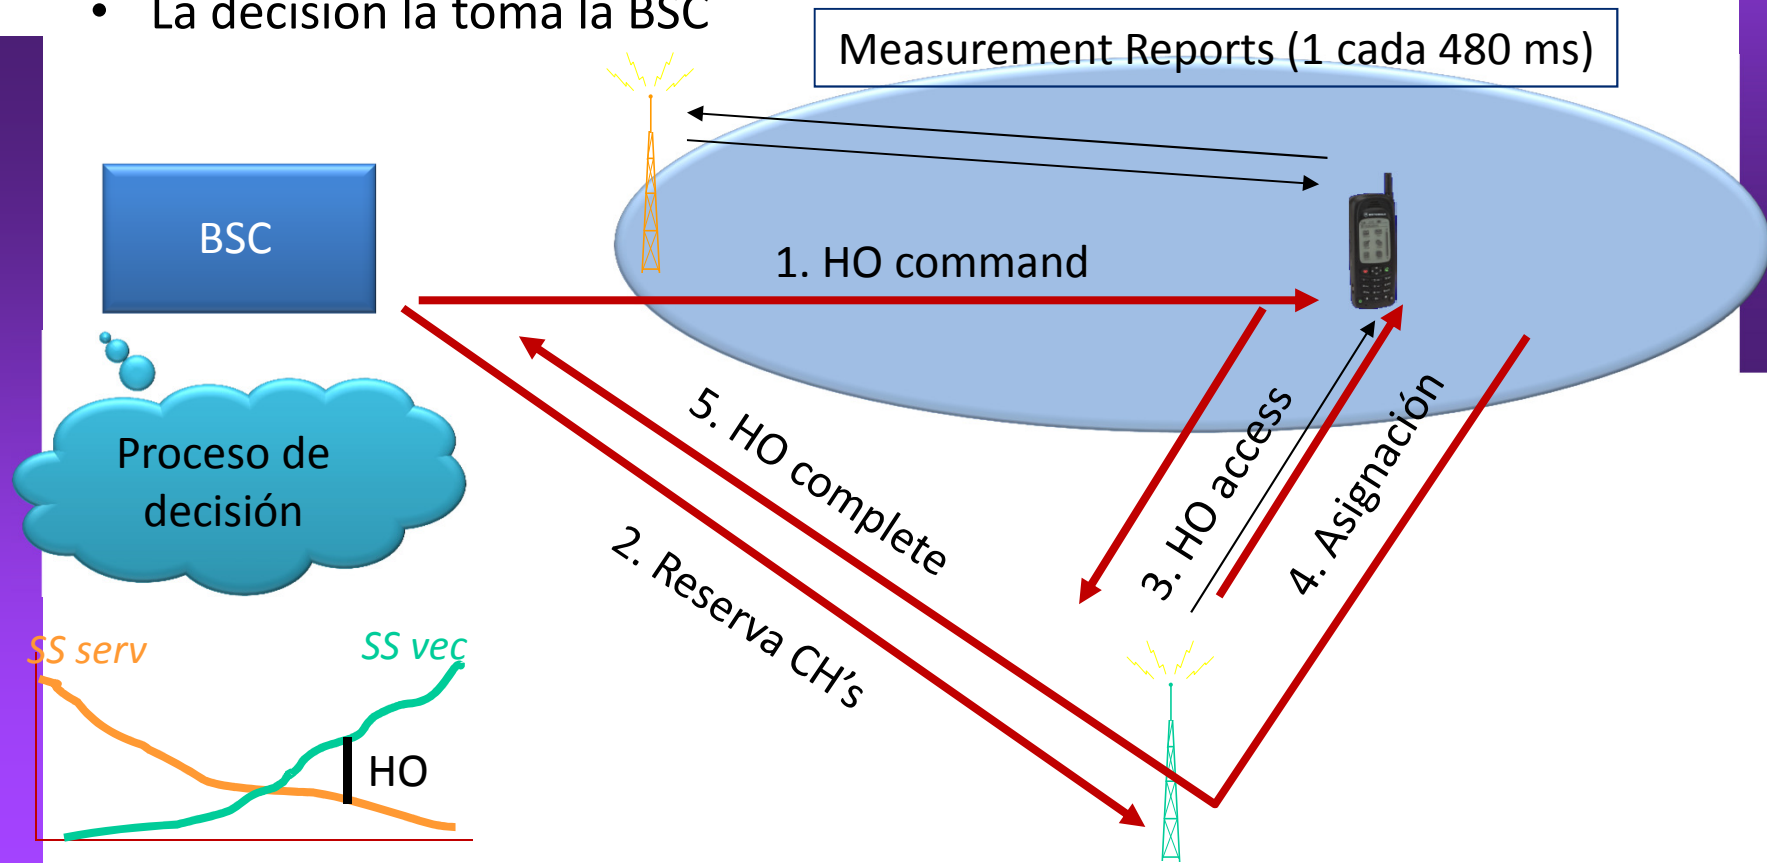 • La decisión la toma la BSC
Measurement Reports (1 cada 480 ms)
BSC
1. HO command
Proceso de
decisión
5. HO complete
2. Reserva CH's
3. HO access
4. Asignación
SS serv
SS vec
HO